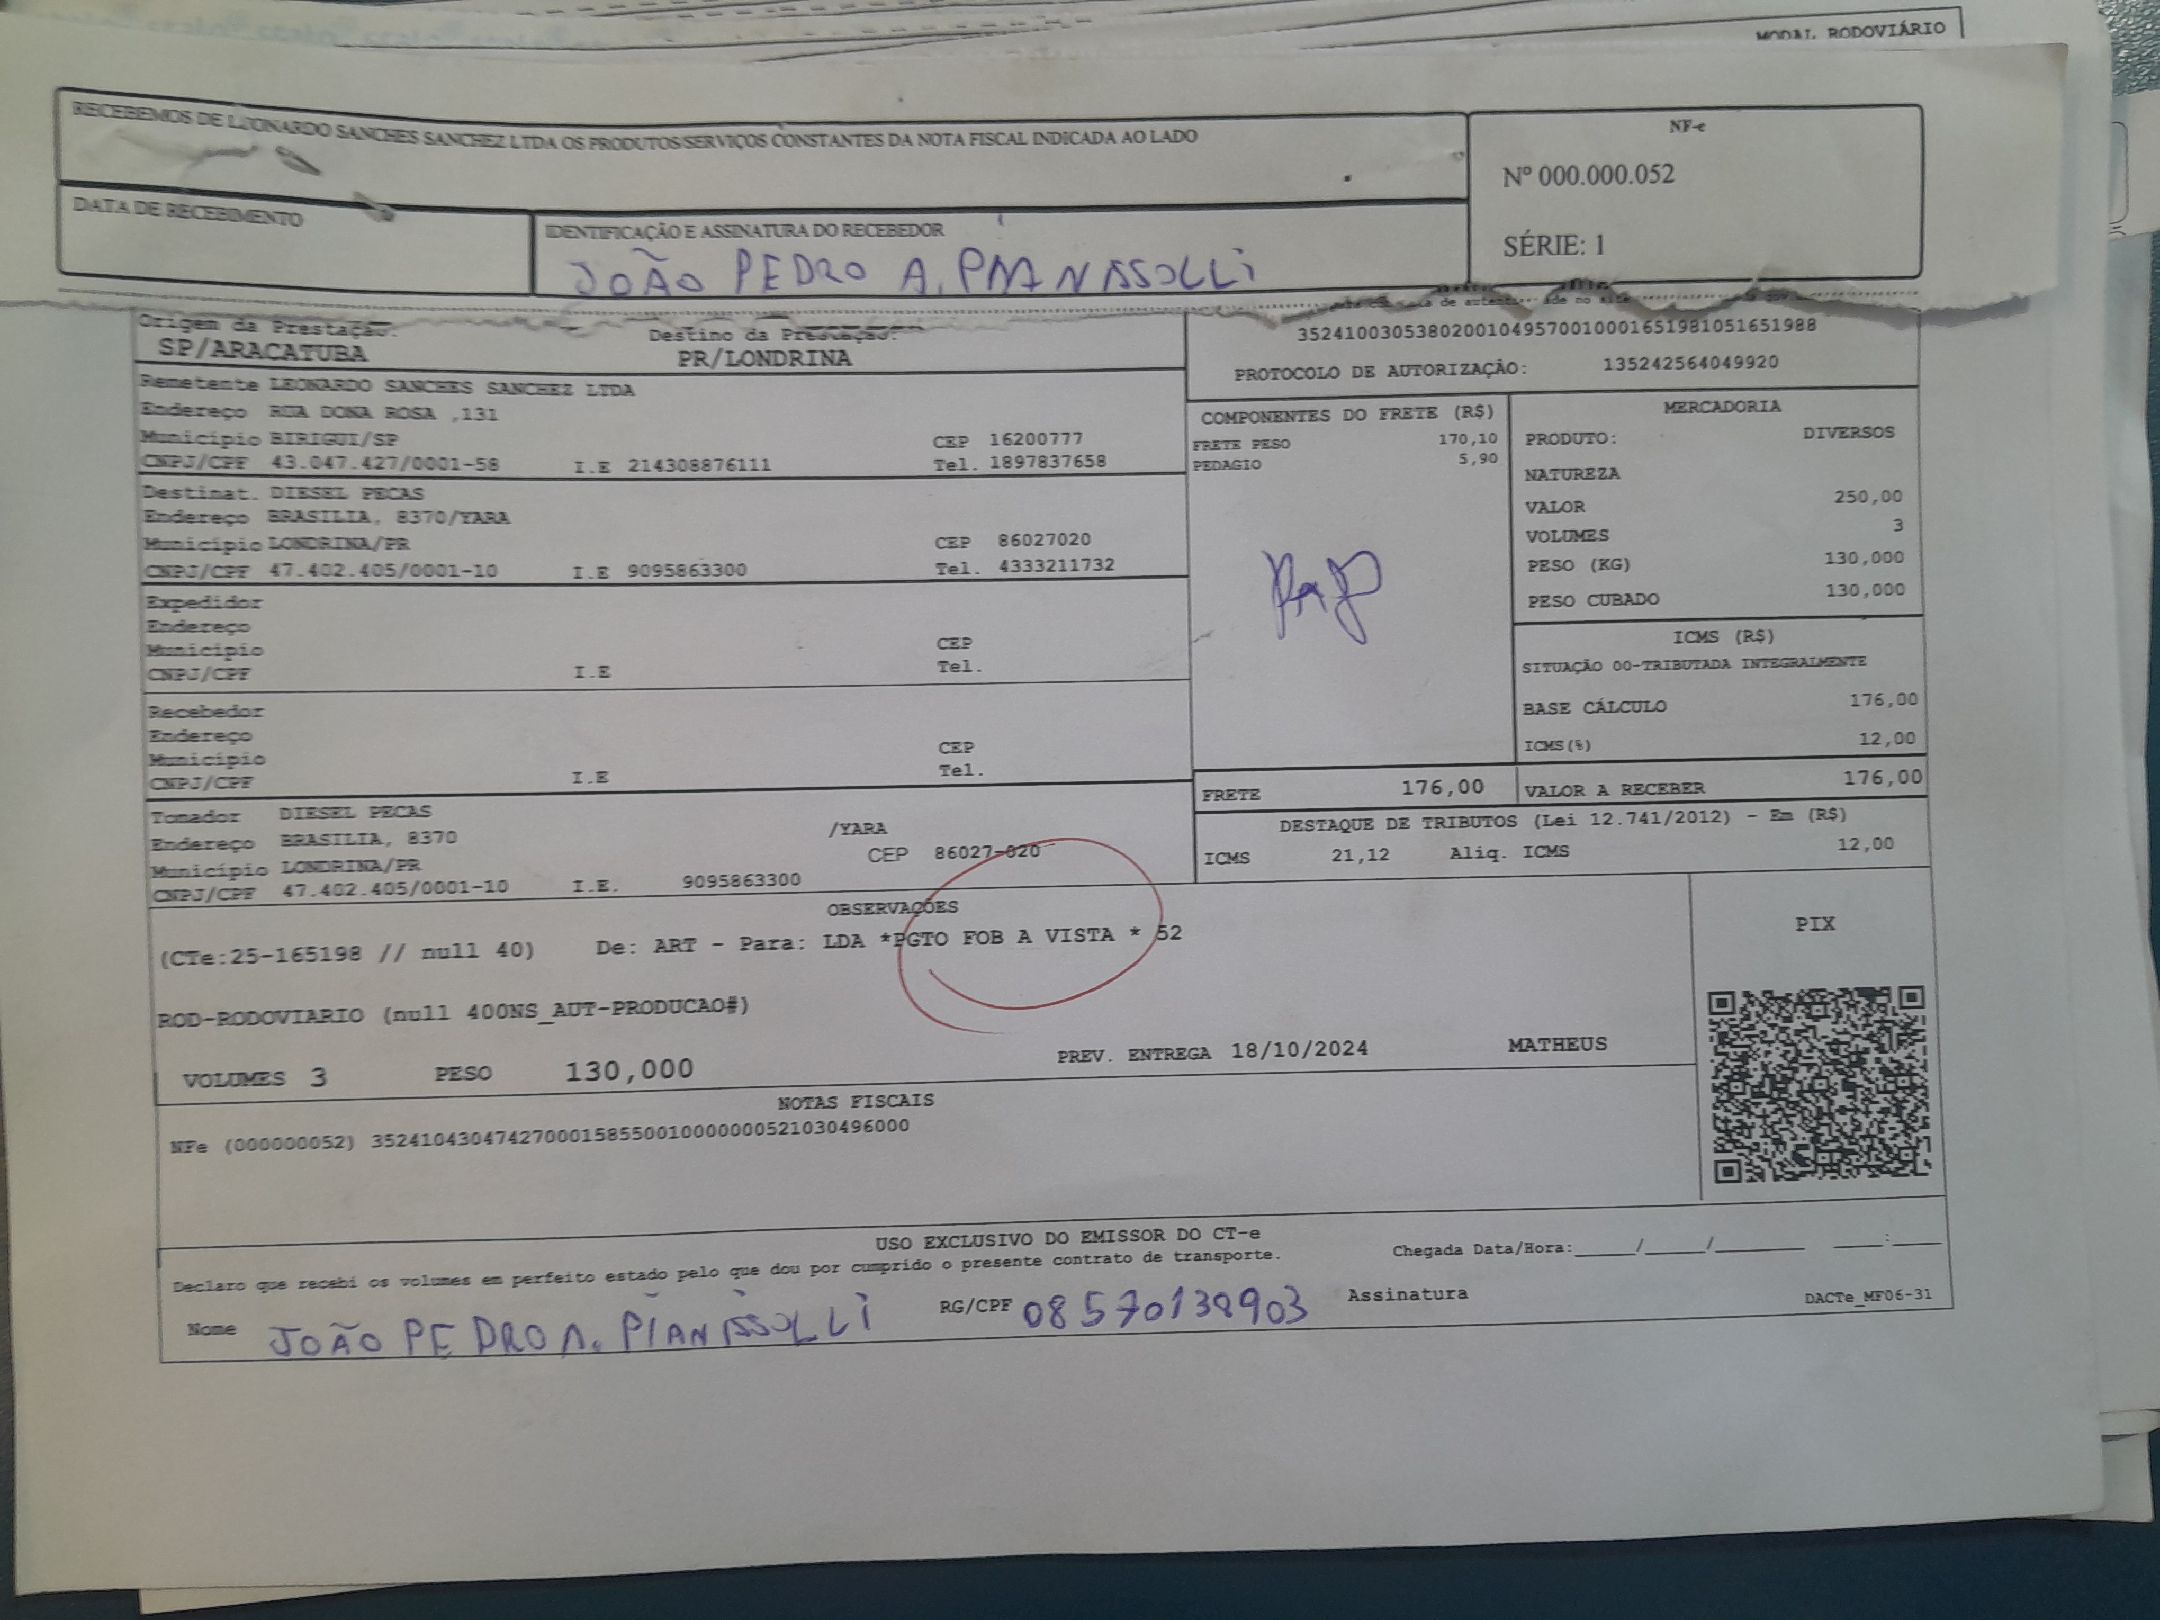 MODAL RODOVIÁRIO
RECEBEMOS DE LEONARDO SANCHES SANCHEZ LTDA OS PRODUTOS/SERVIÇOS CONSTANTES DA NOTA FISCAL INDICADA AO LADO
DATA DE RECEBIMENTO
IDENTIFICAÇÃO E ASSINATURA DO RECEBEDOR
JOÃO PEDRO A.
NF-e
Nº 000.000.052
SÉRIE: 1
Origem da Prestação:
SP/ARACATUBA
Destino da Prestação:
PR/LONDRINA
35241003053802001049570010001651981051651988
PROTOCOLO DE AUTORIZAÇÃO: 135242564049920
Remetente LEONARDO SANCHES SANCHEZ LTDA
Endereço RUA DONA ROSA ,131
Município BIRIGUI/SP CEP 16200777
CNPJ/CPF 43.047.427/0001-58 I.E 214308876111 Tel. 1897837658
Destinat. DIESEL PECAS
Endereço BRASILIA, 8370/YARA
Município LONDRINA/PR CEP 86027020
CNPJ/CPF 47.402.405/0001-10 I.E 9095863300 Tel. 4333211732
Expedidor
Endereço
Município CEP
CNPJ/CPF I.E Tel.
Recebedor
Endereço
Município CEP
CNPJ/CPF I.E Tel.
Tomador DIESEL PECAS
Endereço BRASILIA, 8370 /YARA
Município LONDRINA/PR CEP 86027-020
CNPJ/CPF 47.402.405/0001-10 I.E. 9095863300
COMPONENTES DO FRETE (R$)
FRETE PESO 170,10
PEDAGIO 5,90
MERCADORIA
PRODUTO: DIVERSOS
NATUREZA
VALOR 250,00
VOLUMES 3
PESO (KG) 130,000
PESO CUBADO 130,000
ICMS (R$)
SITUAÇÃO 00-TRIBUTADA INTEGRALMENTE
BASE CÁLCULO 176,00
ICMS(%) 12,00
FRETE 176,00
VALOR A RECEBER 176,00
DESTAQUE DE TRIBUTOS (Lei 12.741/2012) - Em (R$)
ICMS 21,12 Aliq. ICMS 12,00
OBSERVAÇÕES
(CTe:25-165198 // null 40) De: ART - Para: LDA *PGTO FOB A VISTA * 52
ROD-RODOVIARIO (null 400NS_AUT-PRODUCAO#)
VOLUMES 3 PESO 130,000 PREV. ENTREGA 18/10/2024 MATHEUS
PIX
NOTAS FISCAIS
NFe (000000052) 35241043047427000158550010000000521030496000
USO EXCLUSIVO DO EMISSOR DO CT-e
Declaro que recebi os volumes em perfeito estado pelo que dou por cumprido o presente contrato de transporte.
Chegada Data/Hora:_____/_____/_______ ____:____
Nome JOÃO PEDRO A. PIANASSOLLI RG/CPF 08570138903 Assinatura
DACTe_MF06-31